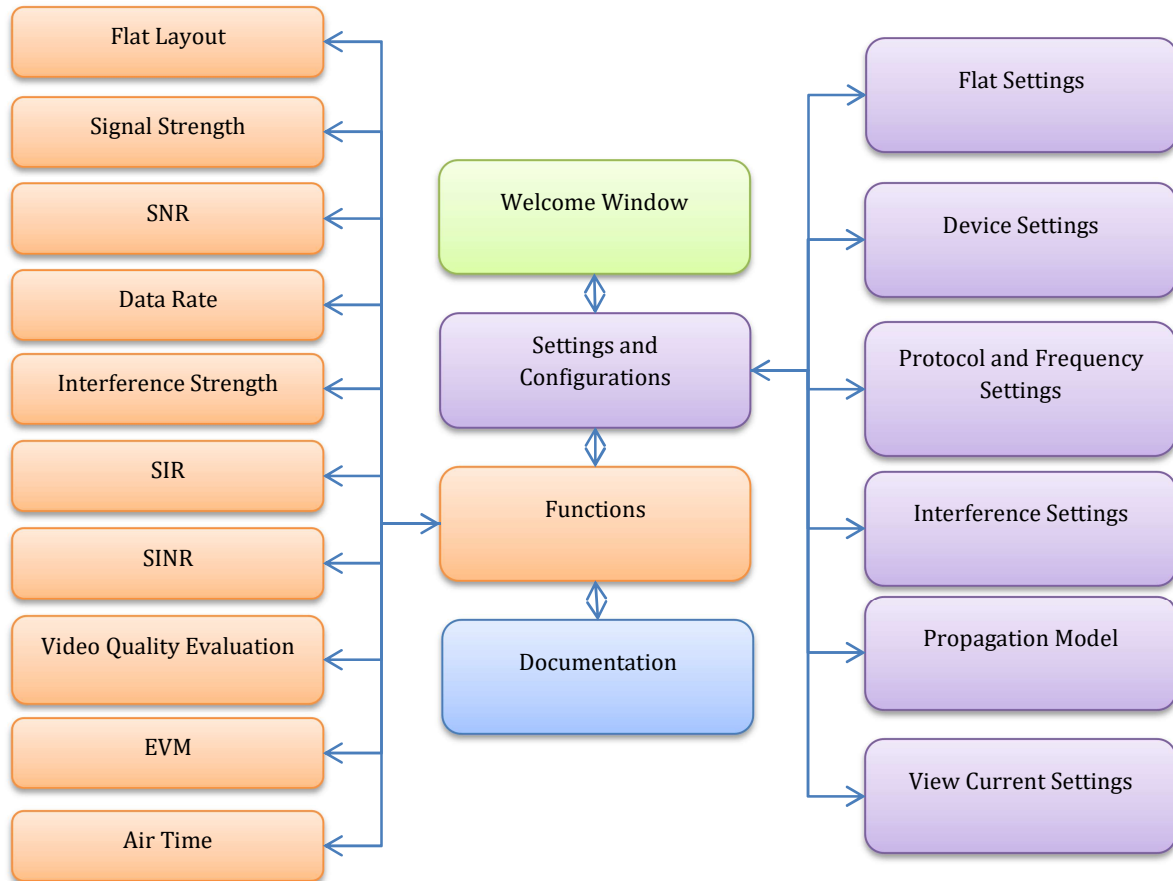 Flat Layout
Signal Strength
SNR
Data Rate
Interference Strength
SIR
SINR
Video Quality Evaluation
EVM
Air Time
Welcome Window
Settings and
Configurations
Functions
Documentation
Flat Settings
Device Settings
Protocol and Frequency
Settings
Interference Settings
Propagation Model
View Current Settings